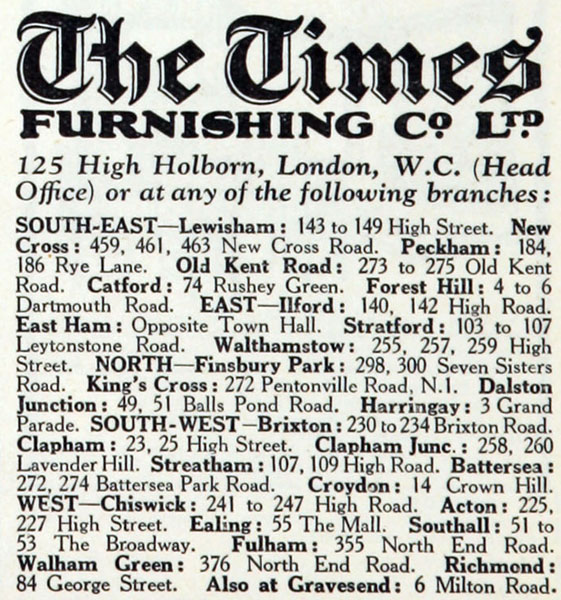 The Times
FURNISHING Cº LTD
125 High Holborn, London, W.C. (Head
Office) or at any of the following branches:
SOUTH-EAST—Lewisham: 143 to 149 High Street. New
Cross: 459, 461, 463 New Cross Road. Peckham: 184,
186 Rye Lane. Old Kent Road: 273 to 275 Old Kent
Road. Catford: 74 Rushey Green. Forest Hill: 4 to 6
Dartmouth Road. EAST—Ilford: 140, 142 High Road.
East Ham: Opposite Town Hall. Stratford: 103 to 107
Leytonstone Road. Walthamstow: 255, 257, 259 High
Street. NORTH—Finsbury Park: 298, 300 Seven Sisters
Road. King's Cross: 272 Pentonville Road, N.1. Dalston
Junction: 49, 51 Balls Pond Road. Harringay: 3 Grand
Parade. SOUTH-WEST—Brixton: 230 to 234 Brixton Road.
Clapham: 23, 25 High Street. Clapham Junc.: 258, 260
Lavender Hill. Streatham: 107, 109 High Road. Battersea:
272, 274 Battersea Park Road. Croydon: 14 Crown Hill.
WEST—Chiswick: 241 to 247 High Road. Acton: 225,
227 High Street. Ealing: 55 The Mall. Southall: 51 to
53 The Broadway. Fulham: 355 North End Road.
Walham Green: 376 North End Road. Richmond:
84 George Street. Also at Gravesend: 6 Milton Road.